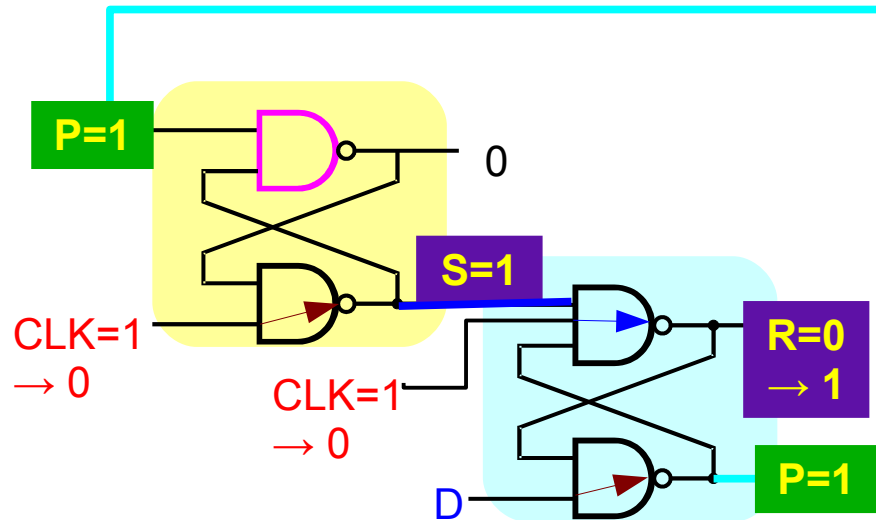 P=1
0
S=1
CLK=1
→ 0
R=0
→ 1
CLK=1
→ 0
P=1
D